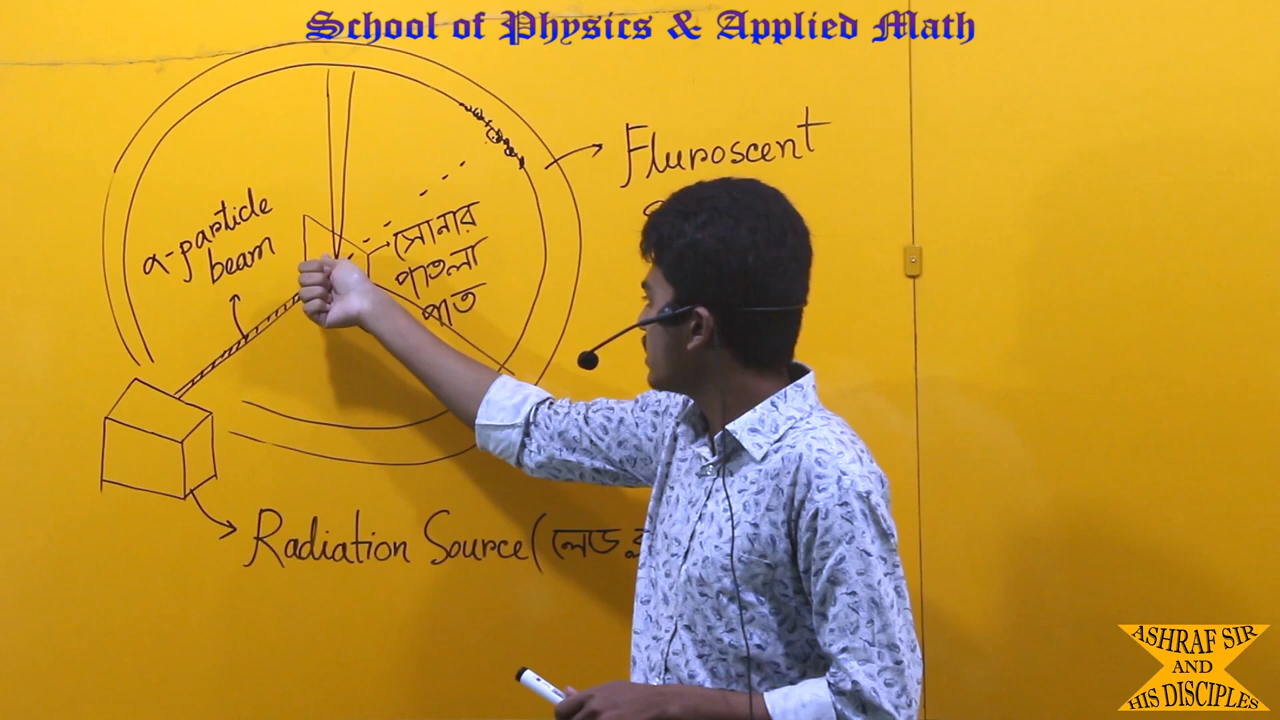 School of Physics & Applied Math
Fluroscent
α-particle
beam
সোনার
পাতলা
পাত
Radiation Source (লেড
ASHRAF SIR
AND
HIS DISCIPLES